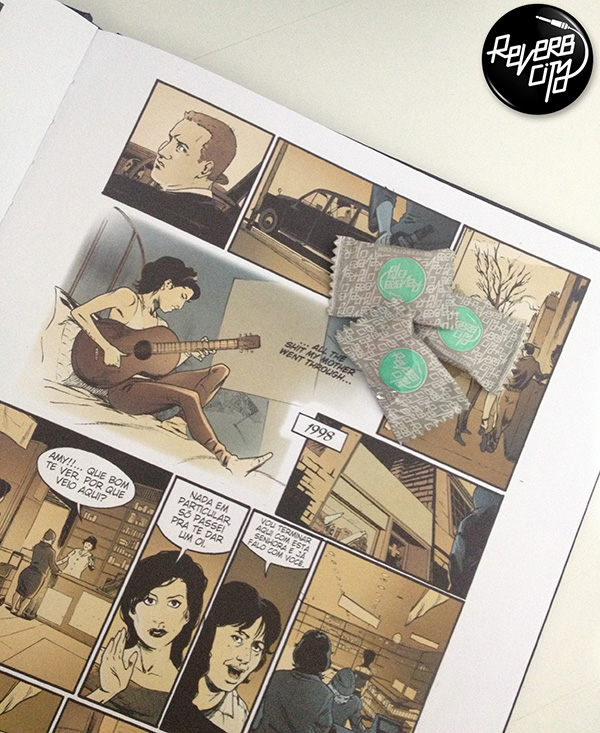 REVERB
CITY
... ALL THE
SHIT MY MOTHER
WENT THROUGH...
1998
AMY!!... QUE BOM
TE VER. POR QUE
VEIO AQUI?
NADA EM
PARTICULAR,
SÓ PASSEI
PRA TE DAR
UM OI.
VOU TERMINAR
AQUI COM ESTA
SENHORA E JÁ
FALO COM VOCÊ.
REVERB
CITY